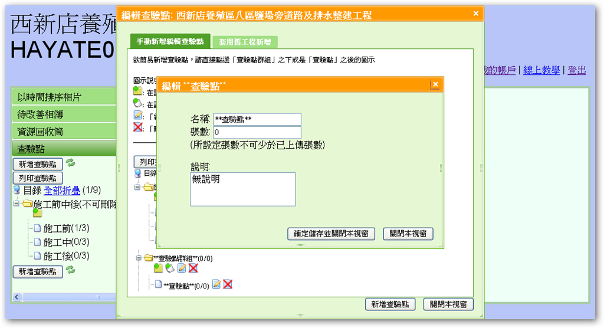 西新店養殖
HAYATE0
的帳戶 | 線上教學 | 登出
以時間排序相片
待改善相簿
資源回收筒
查驗點
新增查驗點
列印查驗點
目錄 全部折疊 (1/9)
施工前中後(不可刪除
施工前(1/3)
施工中(0/3)
施工後(0/3)
新增查驗點
編輯查驗點: 西新店養殖區八區鹽場旁道路及排水整建工程
手動新增編輯查驗點
套用舊工程新增
欲簡易新增查驗點，請直接點選「查驗點群組」之下或是「查驗點」之後的圖示
圖示說
: 在
: 在
: 「
: 「
列印
目錄
編輯 **查驗點**
名稱 **查驗點**
張數 0
(所設定張數不可少於已上傳張數)
說明
無說明
確定儲存並關閉本視窗
關閉本視窗
**查驗點群組**(0/0)
**查驗點**(0/0)
新增查驗點
關閉本視窗